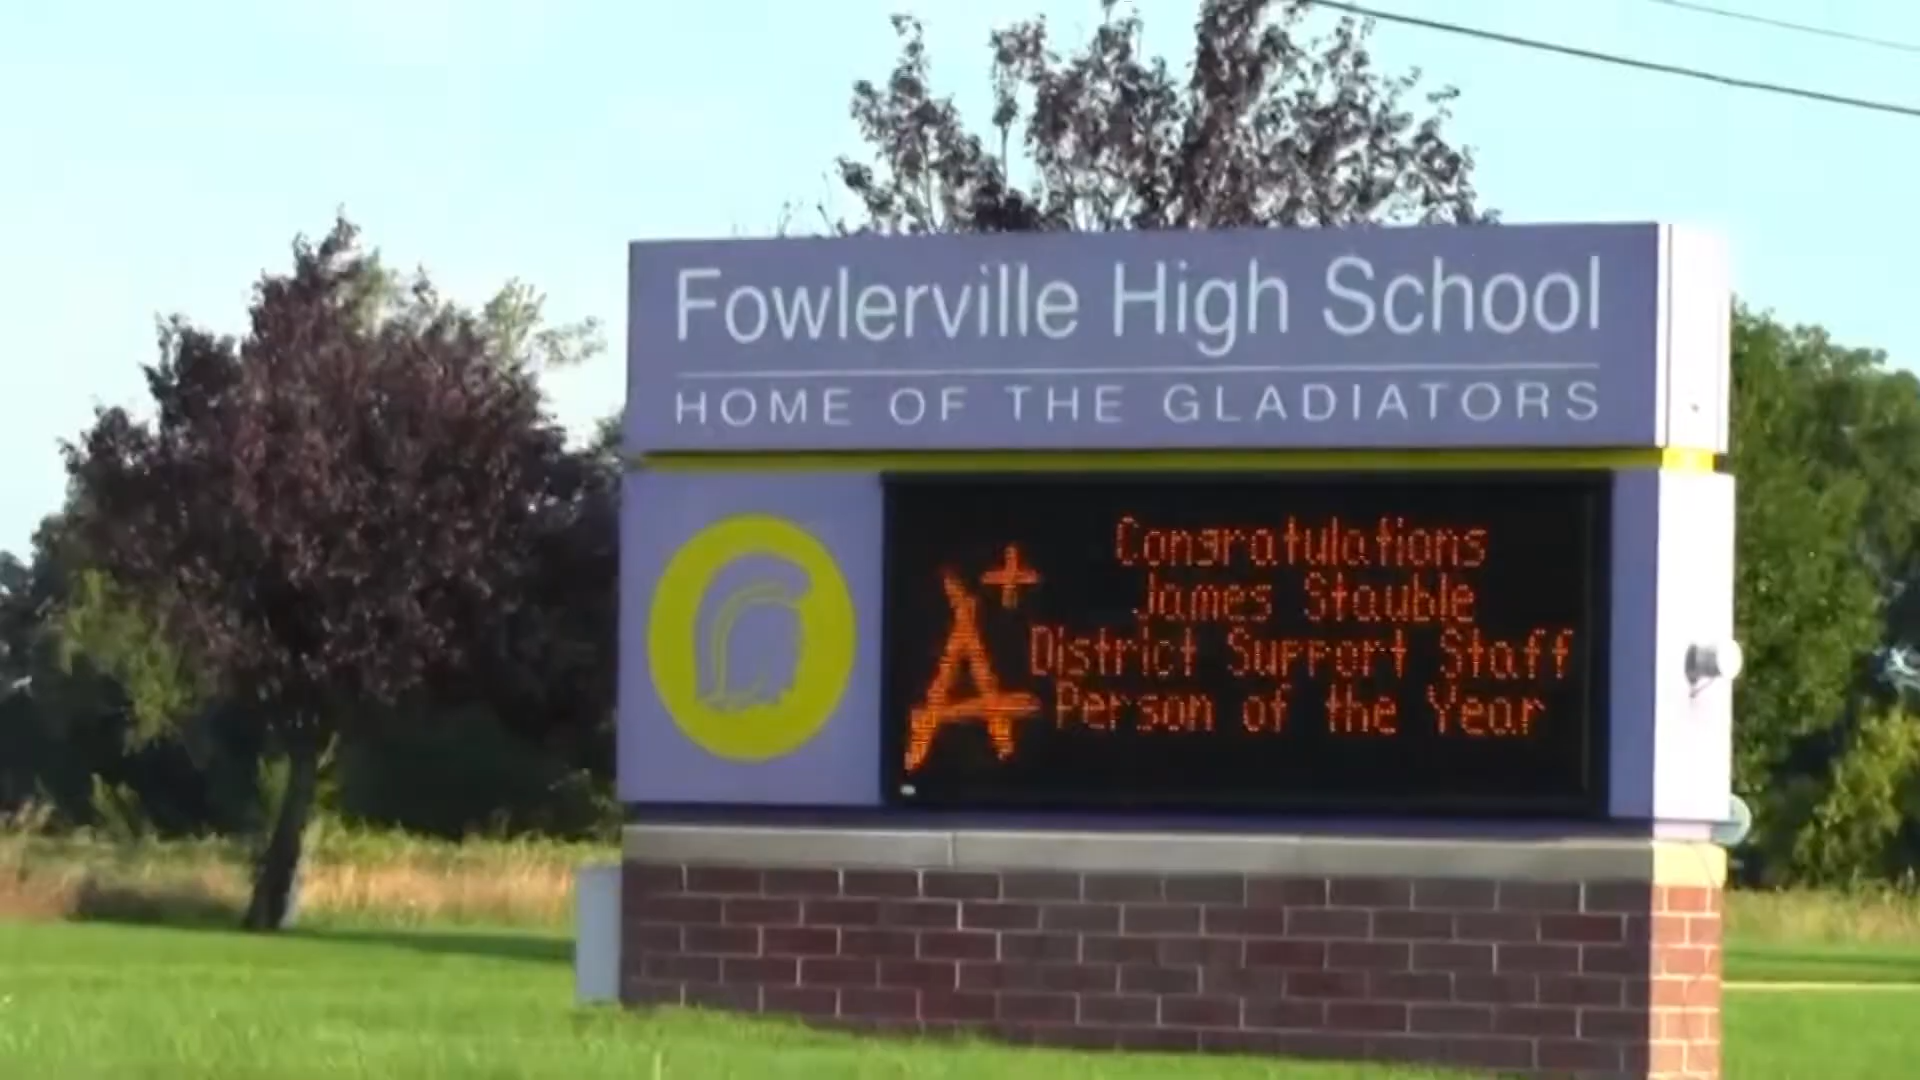 Fowlerville High School
HOME OF THE GLADIATORS
A+
Congratulations
James Stauble
District Support Staff
Person of the Year